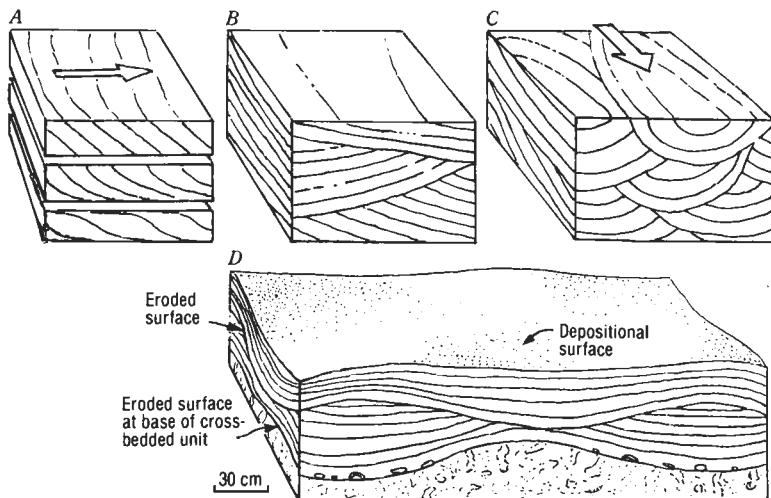 A
B
C
D
Eroded
surface
Depositional
surface
Eroded surface
at base of cross-
bedded unit
30 cm